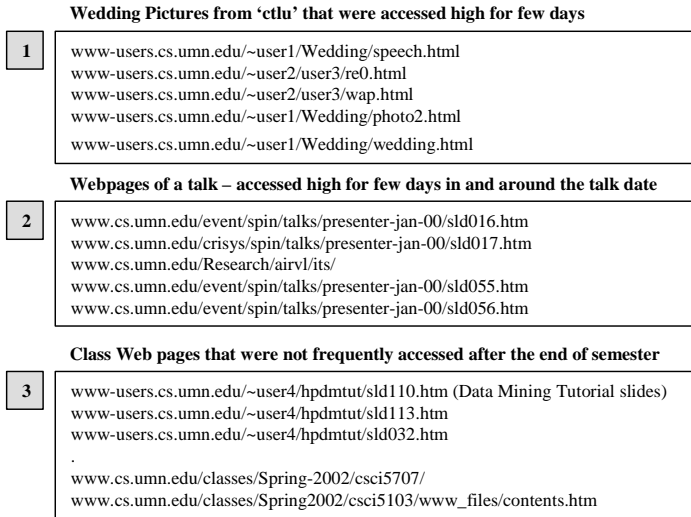 Wedding Pictures from ‘ctlu’ that were accessed high for few days
1
www-users.cs.umn.edu/~user1/Wedding/speech.html
www-users.cs.umn.edu/~user2/user3/re0.html
www-users.cs.umn.edu/~user2/user3/wap.html
www-users.cs.umn.edu/~user1/Wedding/photo2.html
www-users.cs.umn.edu/~user1/Wedding/wedding.html
Webpages of a talk – accessed high for few days in and around the talk date
2
www.cs.umn.edu/event/spin/talks/presenter-jan-00/sld016.htm
www.cs.umn.edu/crisys/spin/talks/presenter-jan-00/sld017.htm
www.cs.umn.edu/Research/airvl/its/
www.cs.umn.edu/event/spin/talks/presenter-jan-00/sld055.htm
www.cs.umn.edu/event/spin/talks/presenter-jan-00/sld056.htm
Class Web pages that were not frequently accessed after the end of semester
3
www-users.cs.umn.edu/~user4/hpdmtut/sld110.htm (Data Mining Tutorial slides)
www-users.cs.umn.edu/~user4/hpdmtut/sld113.htm
www-users.cs.umn.edu/~user4/hpdmtut/sld032.htm
.
www.cs.umn.edu/classes/Spring-2002/csci5707/
www.cs.umn.edu/classes/Spring2002/csci5103/www_files/contents.htm